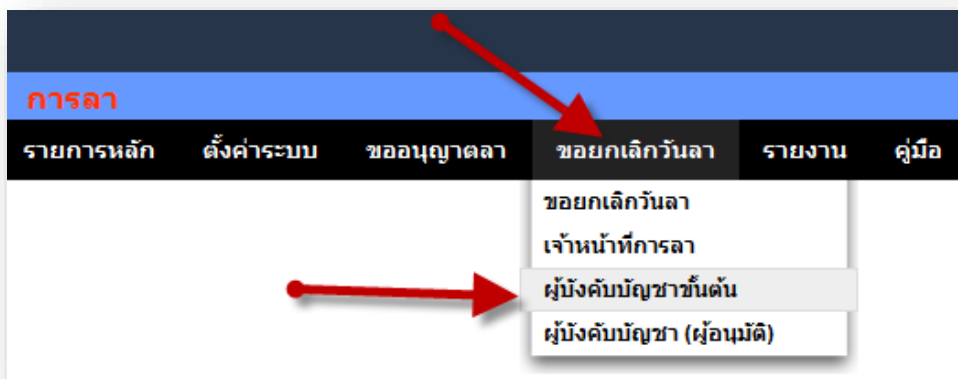 การลา
รายการหลัก ตั้งค่าระบบ ขออนุญาตลา ขอยกเลิกวันลา รายงาน คู่มือ
ขอยกเลิกวันลา
เจ้าหน้าที่การลา
ผู้บังคับบัญชาขั้นต้น
ผู้บังคับบัญชา (ผู้อนุมัติ)